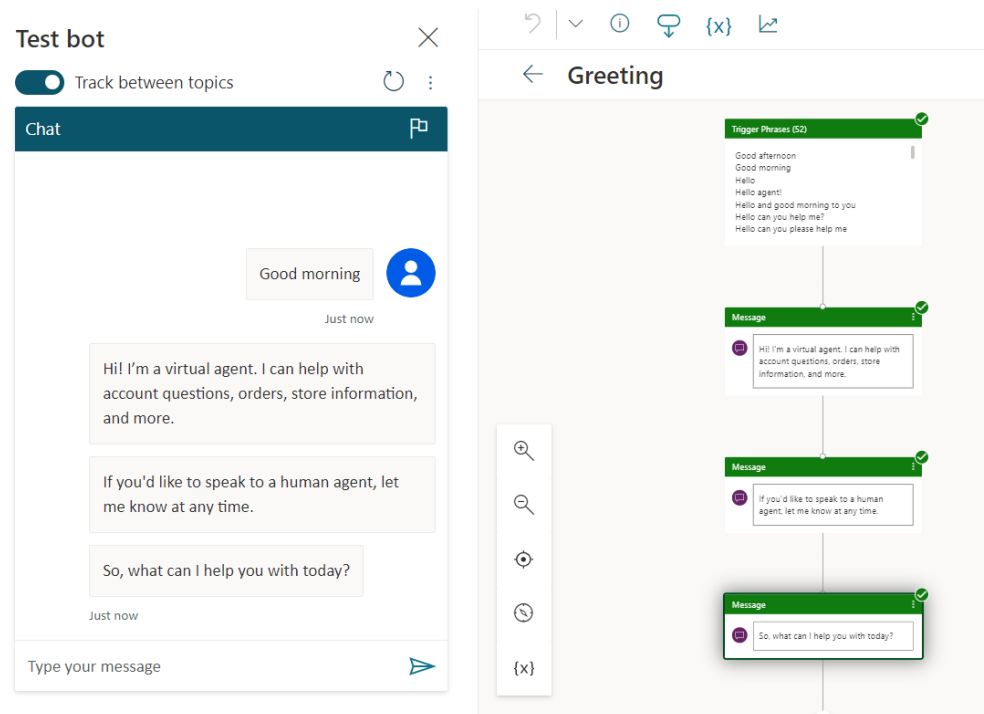 Test bot
Track between topics
Chat
Good morning
Just now
Hi! I'm a virtual agent. I can help with
account questions, orders, store information,
and more.
If you'd like to speak to a human agent, let
me know at any time.
So, what can I help you with today?
Just now
Type your message
{x}
Greeting
Trigger Phrases (52)
Good afternoon
Good morning
Hello
Hello agent!
Hello and good morning to you
Hello can you help me?
Hello can you please help me
Message
Hi! I'm a virtual agent. I can help with
account questions, orders, store
information, and more.
Message
If you'd like to speak to a human
agent, let me know at any time.
Message
So, what can I help you with today?
{x}